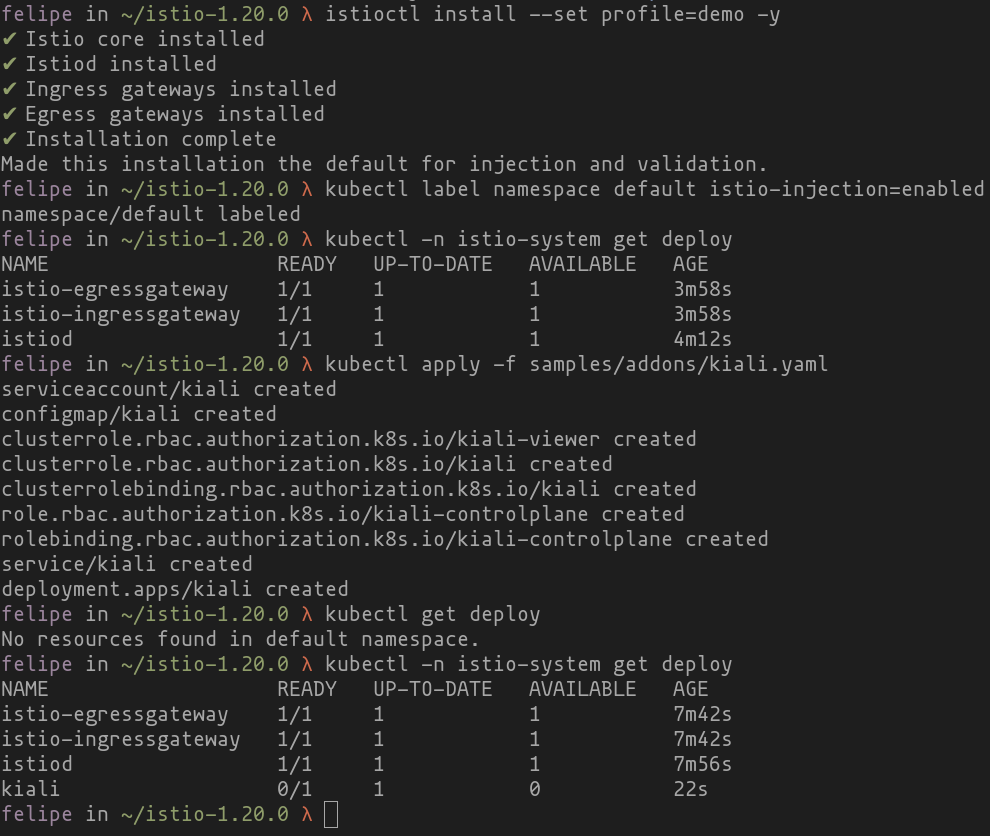 felipe in ~/istio-1.20.0 λ istioctl install --set profile=demo -y
✔ Istio core installed
✔ Istiod installed
✔ Ingress gateways installed
✔ Egress gateways installed
✔ Installation complete
Made this installation the default for injection and validation.
felipe in ~/istio-1.20.0 λ kubectl label namespace default istio-injection=enabled
namespace/default labeled
felipe in ~/istio-1.20.0 λ kubectl -n istio-system get deploy
NAME                   READY   UP-TO-DATE   AVAILABLE   AGE
istio-egressgateway    1/1     1            1           3m58s
istio-ingressgateway   1/1     1            1           3m58s
istiod                 1/1     1            1           4m12s
felipe in ~/istio-1.20.0 λ kubectl apply -f samples/addons/kiali.yaml
serviceaccount/kiali created
configmap/kiali created
clusterrole.rbac.authorization.k8s.io/kiali-viewer created
clusterrole.rbac.authorization.k8s.io/kiali created
clusterrolebinding.rbac.authorization.k8s.io/kiali created
role.rbac.authorization.k8s.io/kiali-controlplane created
rolebinding.rbac.authorization.k8s.io/kiali-controlplane created
service/kiali created
deployment.apps/kiali created
felipe in ~/istio-1.20.0 λ kubectl get deploy
No resources found in default namespace.
felipe in ~/istio-1.20.0 λ kubectl -n istio-system get deploy
NAME                   READY   UP-TO-DATE   AVAILABLE   AGE
istio-egressgateway    1/1     1            1           7m42s
istio-ingressgateway   1/1     1            1           7m42s
istiod                 1/1     1            1           7m56s
kiali                  0/1     1            0           22s
felipe in ~/istio-1.20.0 λ